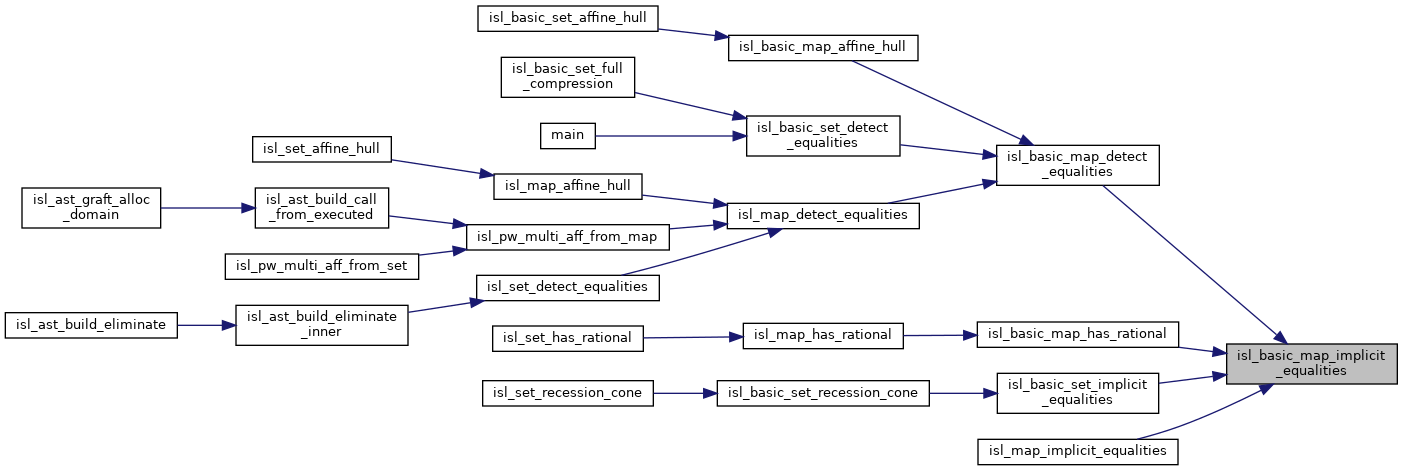 isl_basic_set_affine_hull
isl_basic_map_affine_hull
isl_basic_set_full
_compression
main
isl_basic_set_detect
_equalities
isl_set_affine_hull
isl_map_affine_hull
isl_basic_map_detect
_equalities
isl_ast_graft_alloc
_domain
isl_ast_build_call
_from_executed
isl_map_detect_equalities
isl_pw_multi_aff_from_map
isl_pw_multi_aff_from_set
isl_set_detect_equalities
isl_ast_build_eliminate
isl_ast_build_eliminate
_inner
isl_set_has_rational
isl_map_has_rational
isl_basic_map_has_rational
isl_basic_map_implicit
_equalities
isl_set_recession_cone
isl_basic_set_recession_cone
isl_basic_set_implicit
_equalities
isl_map_implicit_equalities